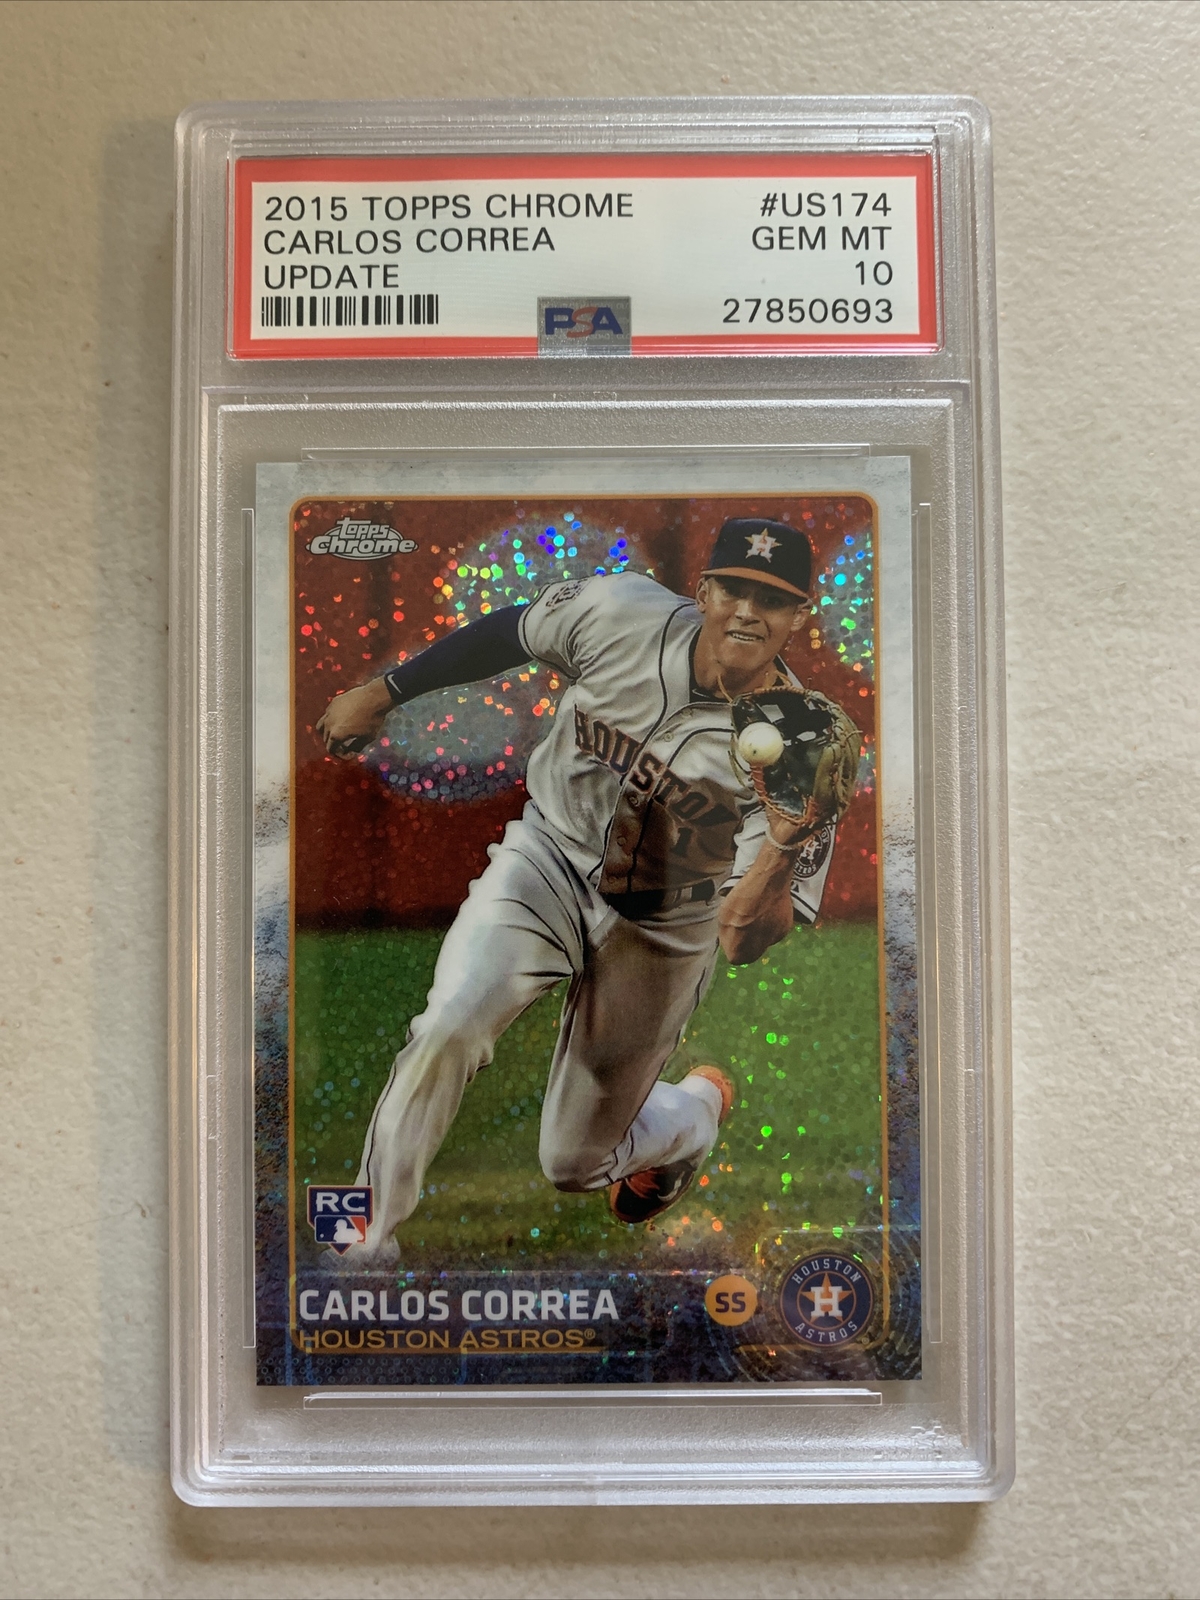 2015 TOPPS CHROME #US174
CARLOS CORREA GEM MT
UPDATE 10
27850693
PSA
Topps
Chrome
H
HOUSTON
1
RC
CARLOS CORREA SS
HOUSTON ASTROS®
HOUSTON
H
ASTROS